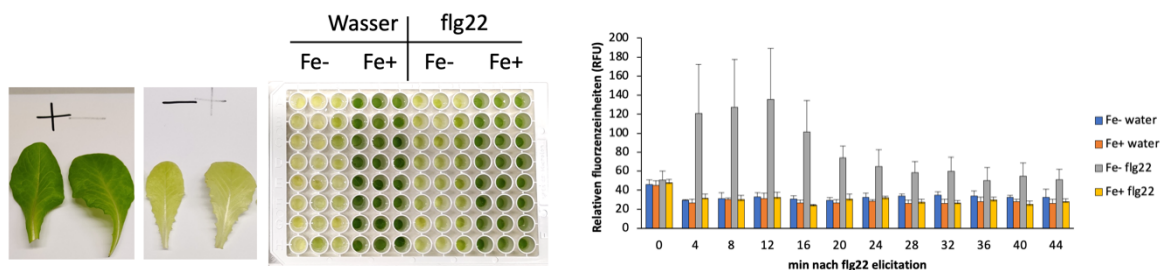 + -
- +
Wasser flg22
Fe- Fe+ Fe- Fe+
Relativen fluorzenzeinheiten (RFU)
200
180
160
140
120
100
80
60
40
20
0
0 4 8 12 16 20 24 28 32 36 40 44
min nach flg22 elicitation
Fe- water
Fe+ water
Fe- flg22
Fe+ flg22